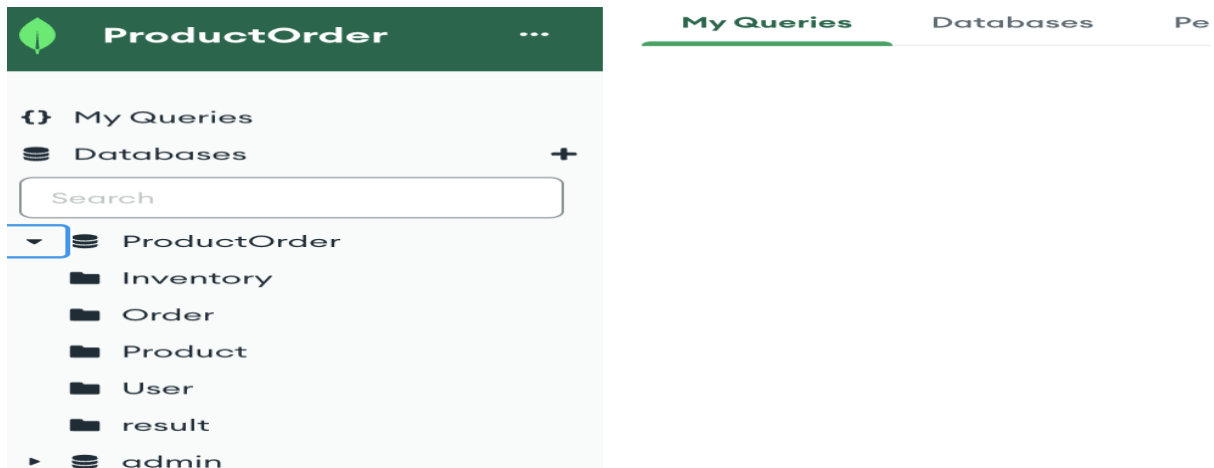 ProductOrder ...
My Queries Databases Pe
{} My Queries
Databases +
Search
ProductOrder
Inventory
Order
Product
User
result
admin